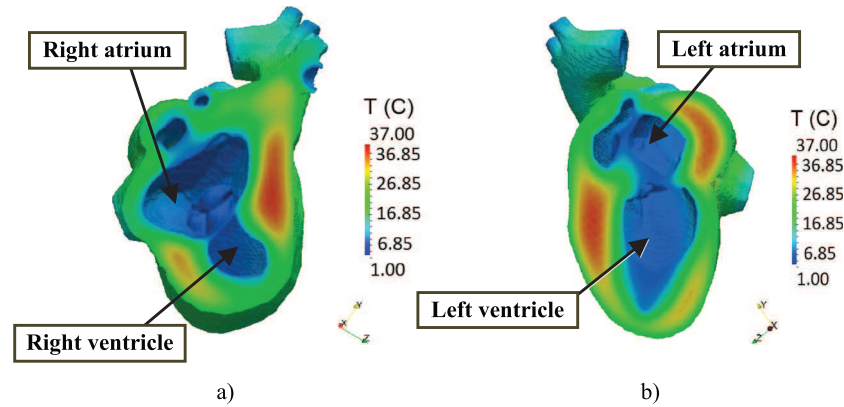 Right atrium
Left atrium
T (C)
37.00
36.85
26.85
16.85
6.85
1.00
T (C)
37.00
36.85
26.85
16.85
6.85
1.00
Right ventricle
Left ventricle
Y
X
Z
Y
X
Z
a)
b)